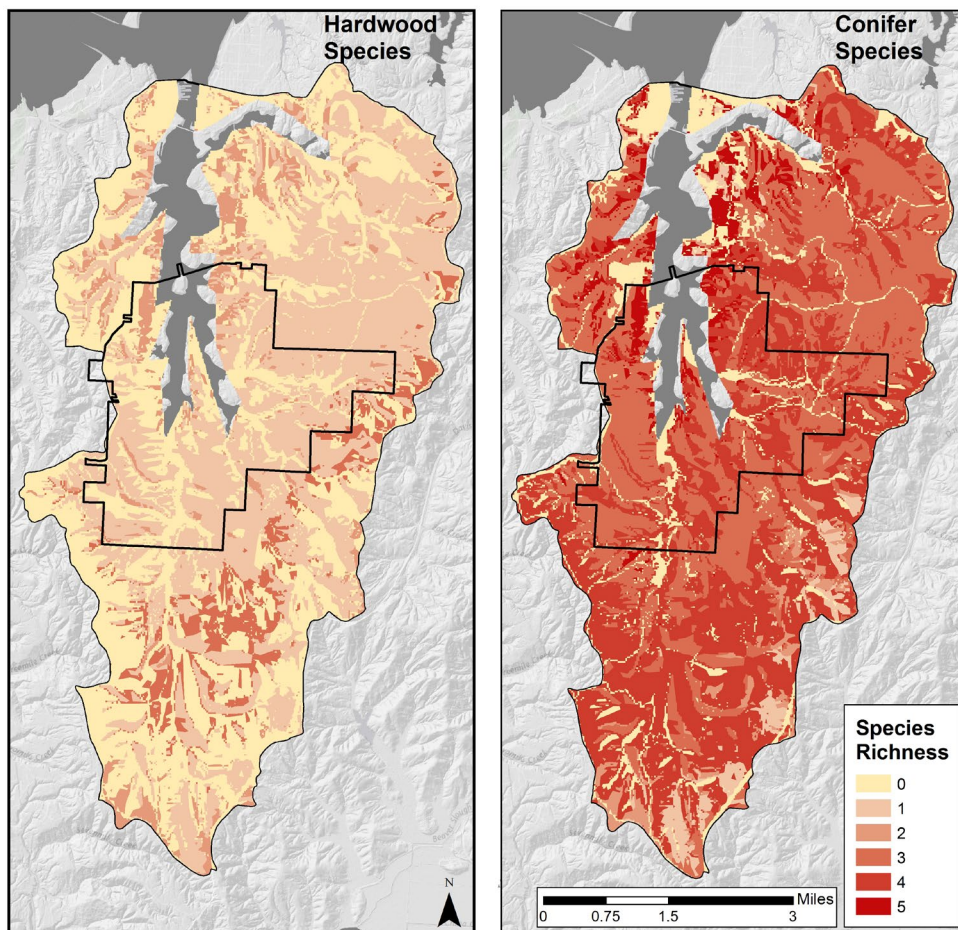 Hardwood
Species
Conifer
Species
Species
Richness
0
1
2
3
4
5
N
Miles
0 0.75 1.5 3